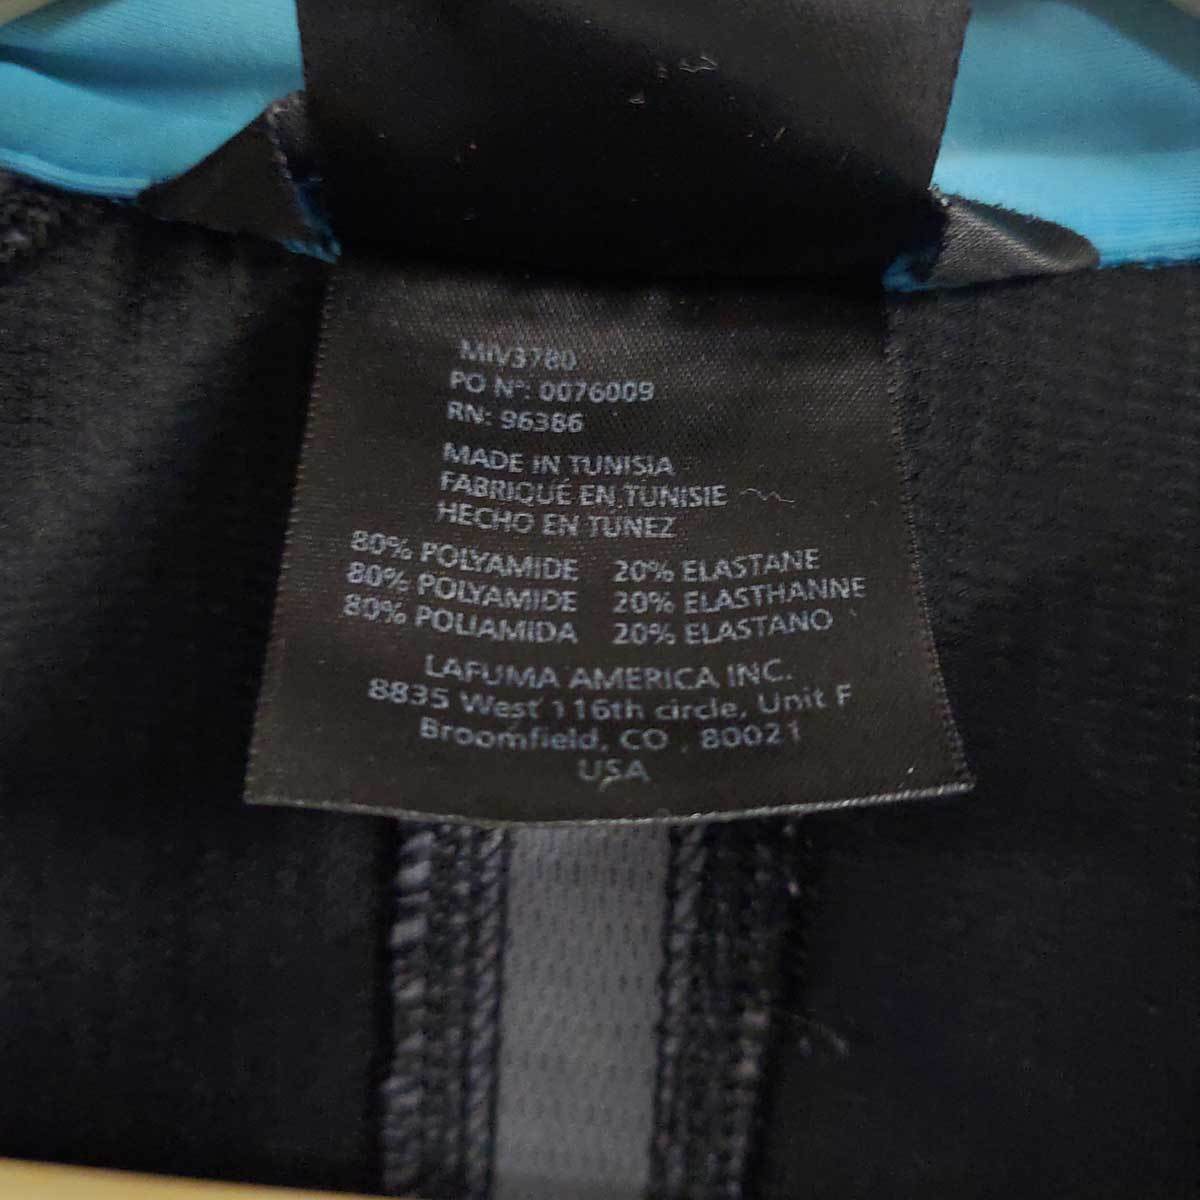 MIV3780
PO N°: 0076009
RN: 96386
MADE IN TUNISIA
FABRIQUÉ EN TUNISIE
HECHO EN TUNEZ
80% POLYAMIDE 20% ELASTANE
80% POLYAMIDE 20% ELASTHANNE
80% POLIAMIDA 20% ELASTANO
LAFUMA AMERICA INC.
8835 West 116th circle, Unit F
Broomfield, CO , 80021
USA